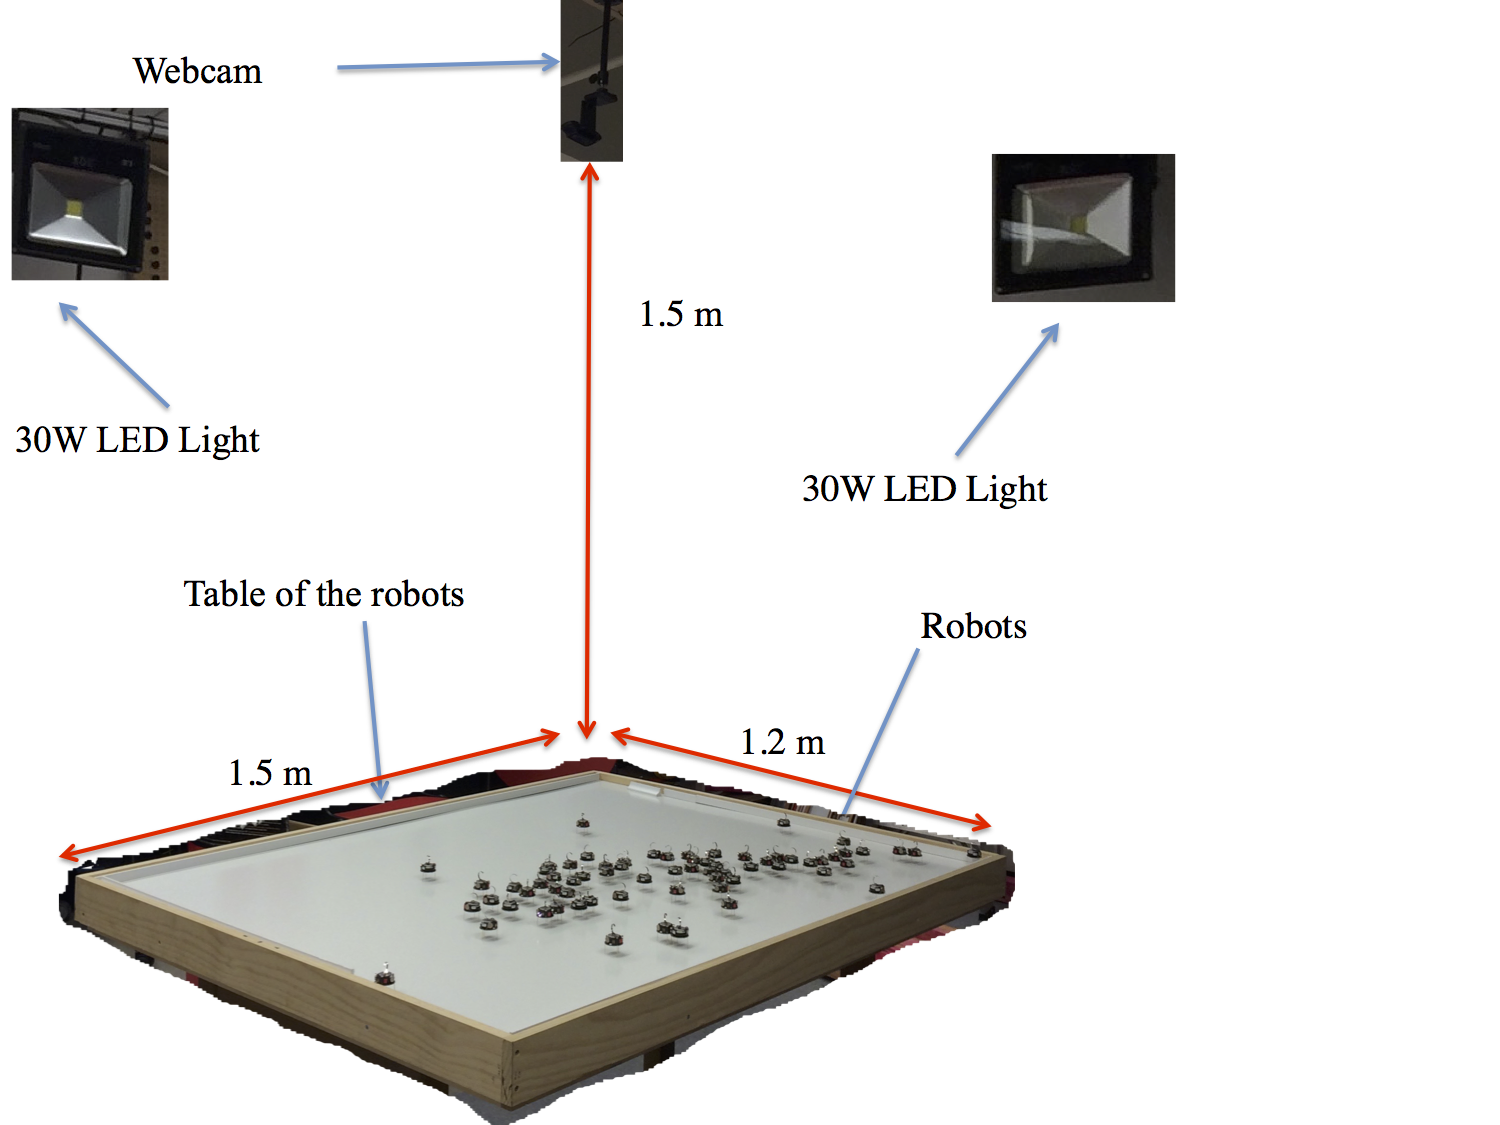 Webcam
1.5 m
30W LED Light
30W LED Light
Table of the robots
Robots
1.2 m
1.5 m